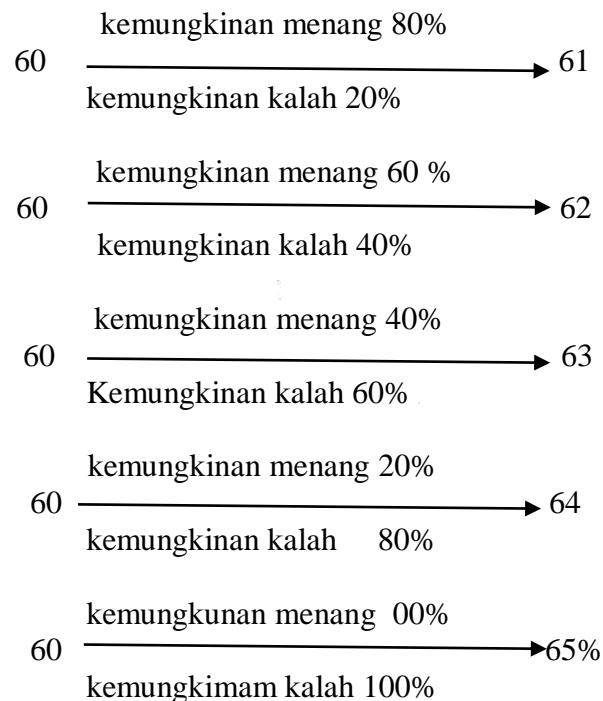 kemungkinan menang 80%
60 61
kemungkinan kalah 20%
kemungkinan menang 60 %
60 62
kemungkinan kalah 40%
kemungkinan menang 40%
60 63
Kemungkinan kalah 60%
kemungkinan menang 20%
60 64
kemungkinan kalah 80%
kemungkunan menang 00%
60 65%
kemungkimam kalah 100%